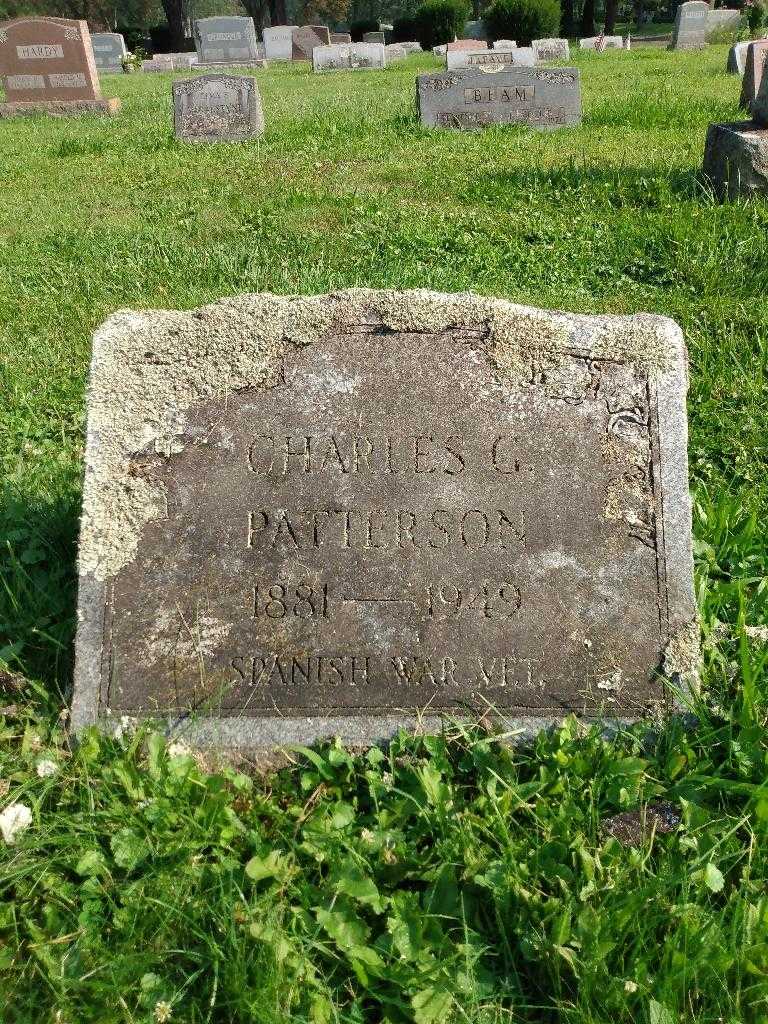 HARDY
BEAM
CHARLES G.
PATTERSON
1881 — 1949
SPANISH WAR VET.